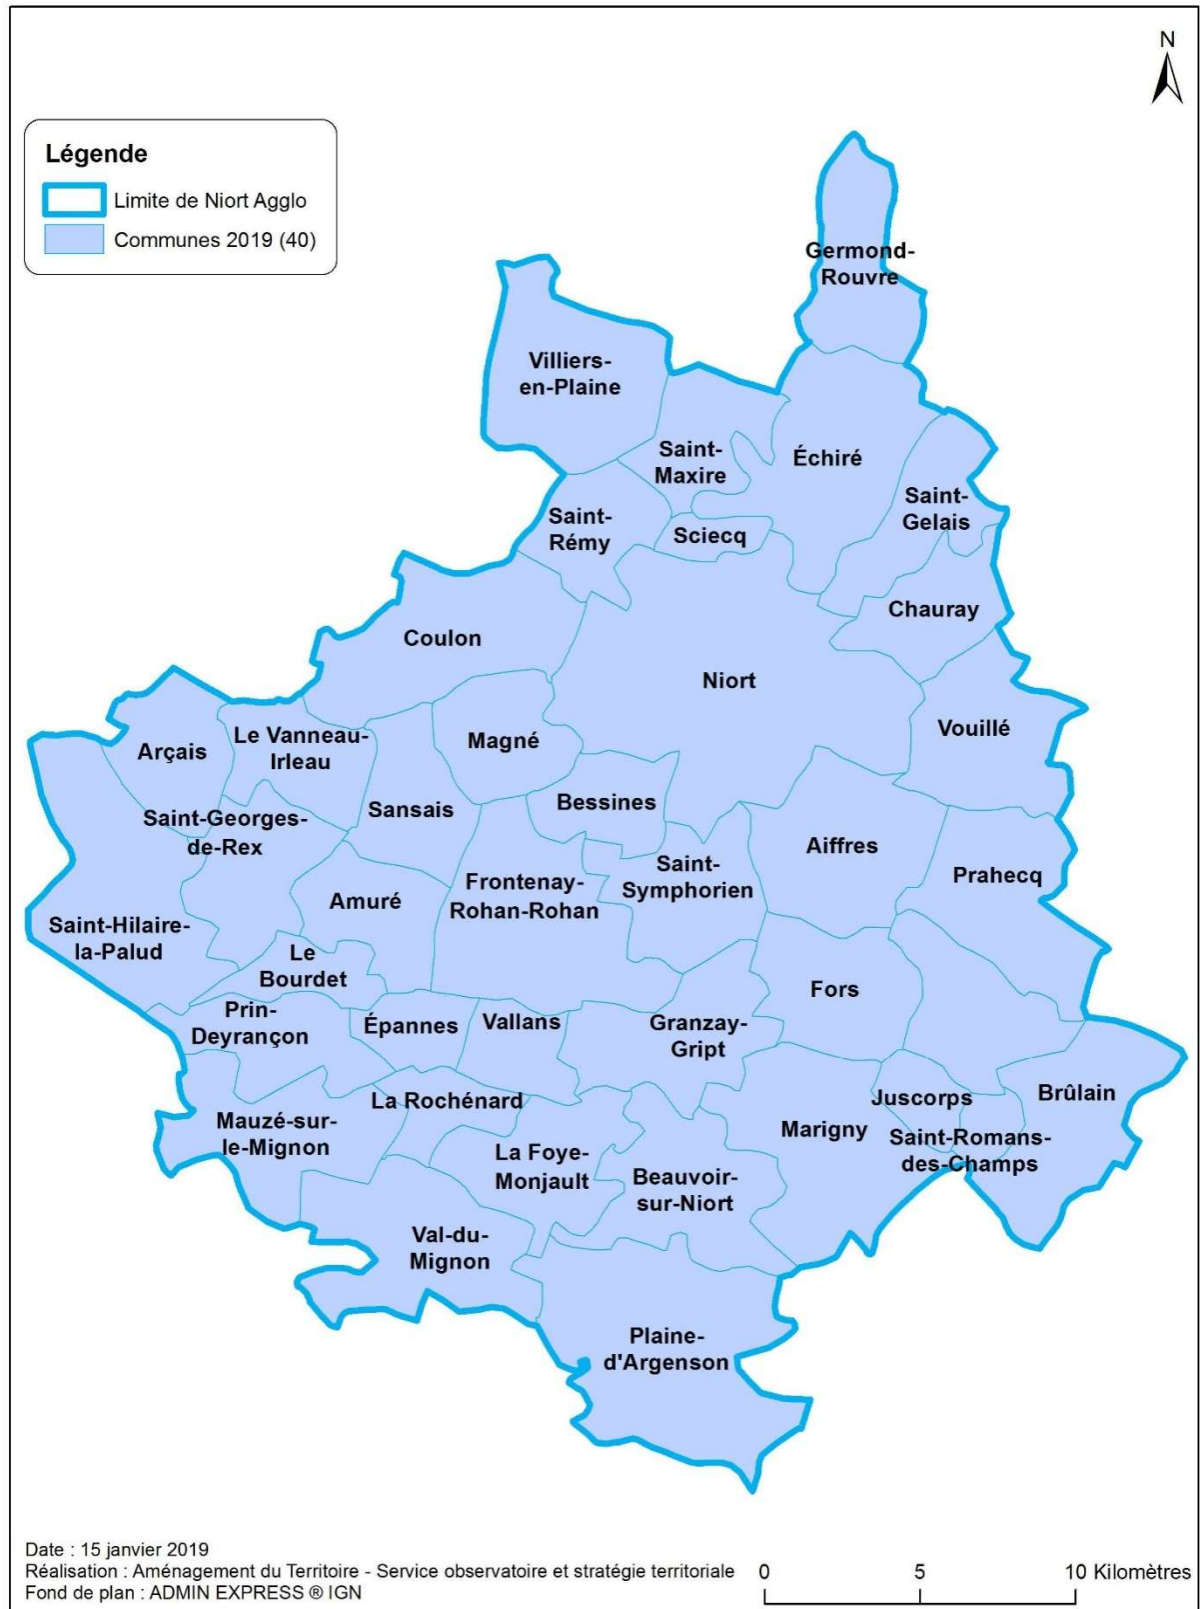 N
Légende
Limite de Niort Agglo
Communes 2019 (40)
Germond-
Rouvre
Villiers-
en-Plaine
Saint-
Maxire
Échiré
Saint-
Gelais
Saint-
Rémy
Sciecq
Chauray
Coulon
Niort
Vouillé
Arçais
Le Vanneau-
Irleau
Magné
Sansais
Bessines
Saint-Georges-
de-Rex
Aiffres
Saint-
Symphorien
Prahecq
Frontenay-
Rohan-Rohan
Amuré
Saint-Hilaire-
la-Palud
Le
Bourdet
Fors
Prin-
Deyrançon
Épannes
Vallans
Granzay-
Gript
La Rochénard
Juscorps
Brûlain
Mauzé-sur-
le-Mignon
Marigny
Saint-Romans-
des-Champs
La Foye-
Monjault
Beauvoir-
sur-Niort
Val-du-
Mignon
Plaine-
d'Argenson
Date : 15 janvier 2019
Réalisation : Aménagement du Territoire - Service observatoire et stratégie territoriale
Fond de plan : ADMIN EXPRESS ® IGN
0 5 10 Kilomètres